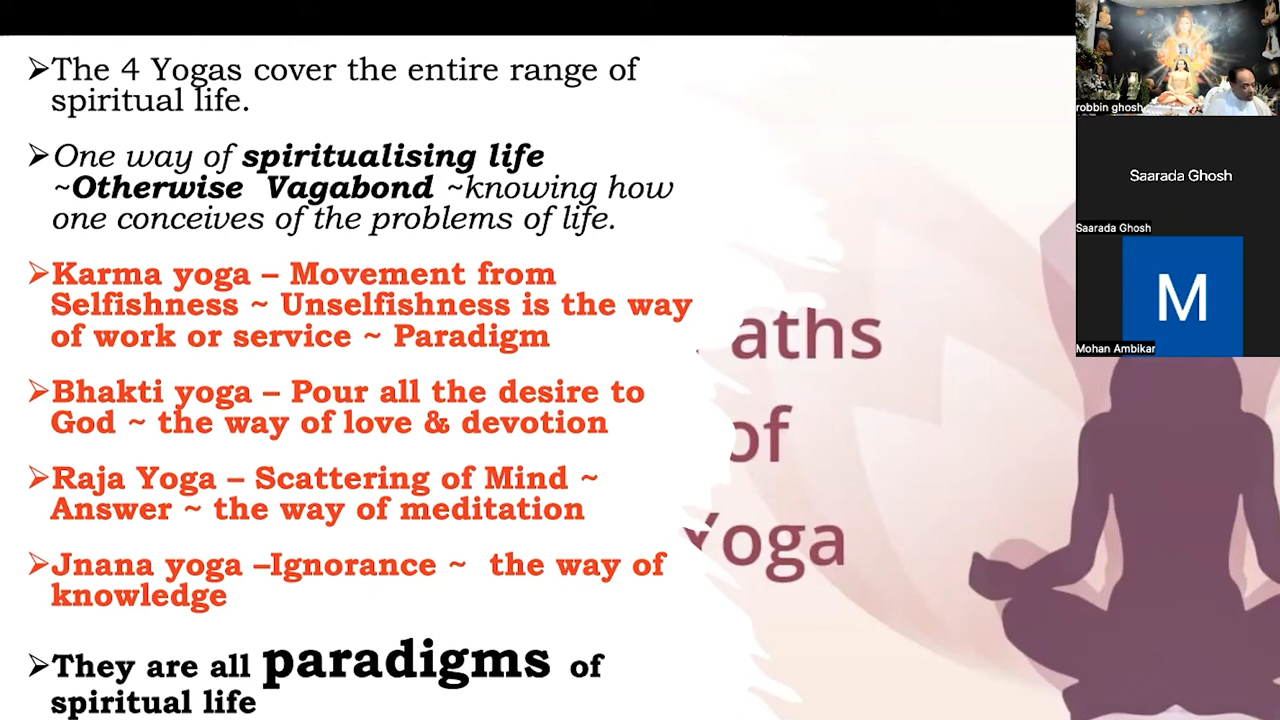 ➢The 4 Yogas cover the entire range of
spiritual life.
➢One way of spiritualising life
~Otherwise Vagabond ~knowing how
one conceives of the problems of life.
➢Karma yoga – Movement from
Selfishness ~ Unselfishness is the way
of work or service ~ Paradigm
➢Bhakti yoga – Pour all the desire to
God ~ the way of love & devotion
➢Raja Yoga – Scattering of Mind ~
Answer ~ the way of meditation
➢Jnana yoga –Ignorance ~ the way of
knowledge
➢They are all paradigms of
spiritual life
aths
of
Yoga
robbin ghosh
Saarada Ghosh
Saarada Ghosh
M
Mohan Ambikar